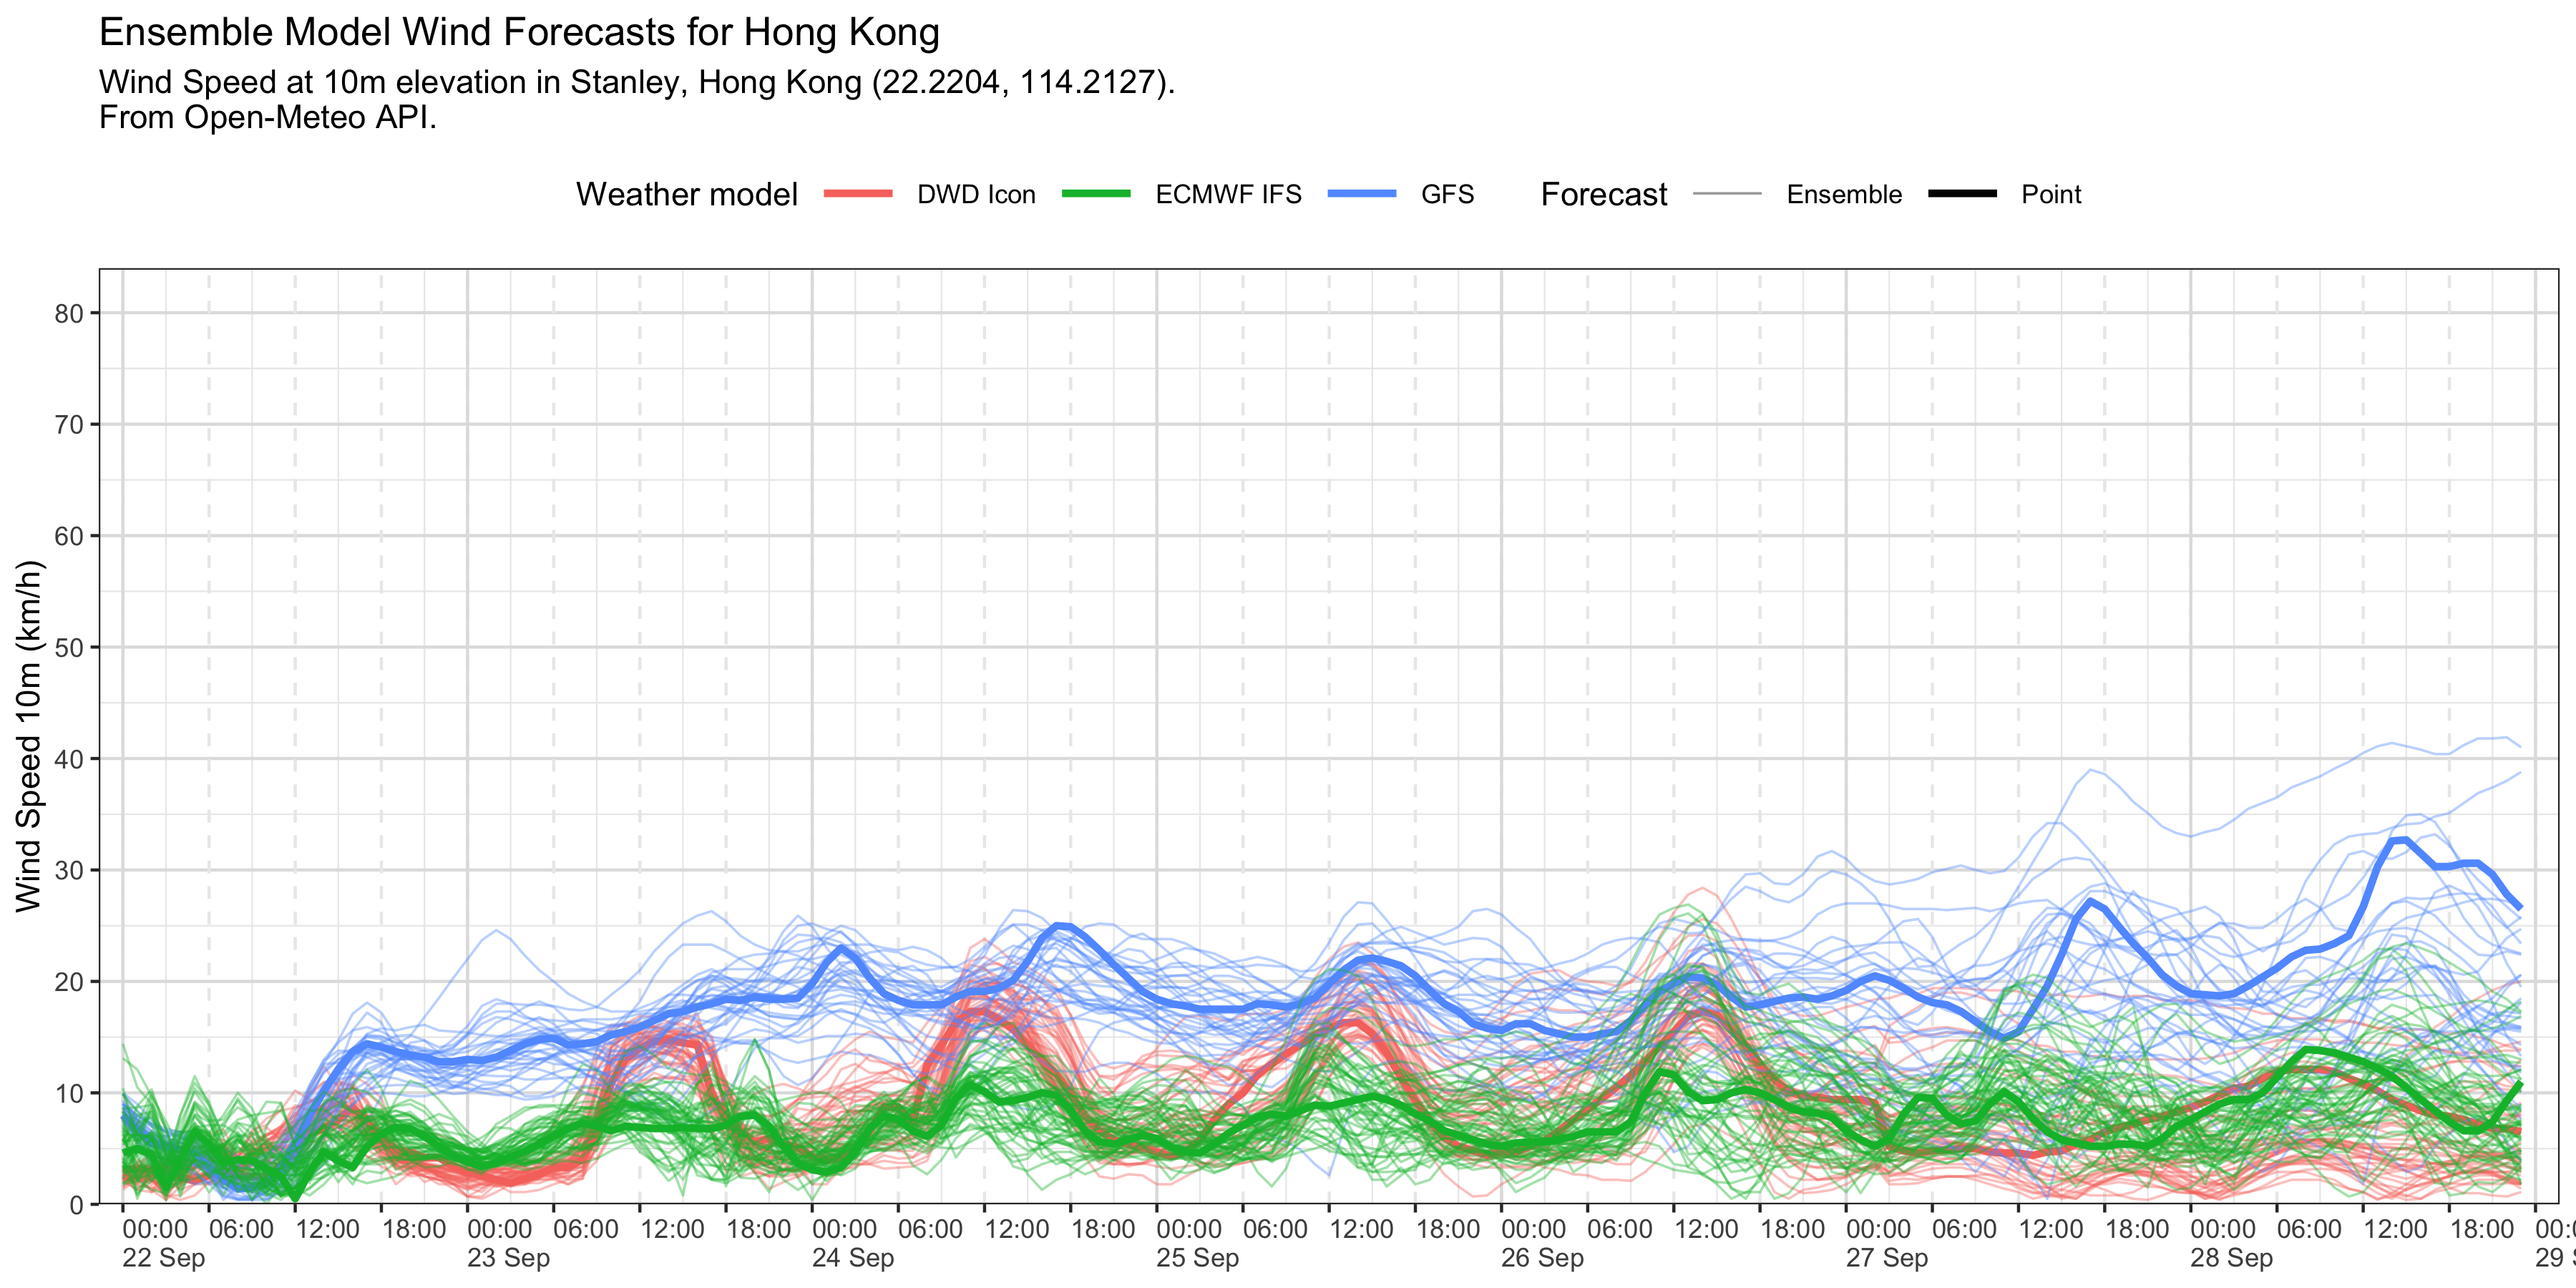 Ensemble Model Wind Forecasts for Hong Kong
Wind Speed at 10m elevation in Stanley, Hong Kong (22.2204, 114.2127).
From Open-Meteo API.
Weather model DWD Icon ECMWF IFS GFS Forecast Ensemble Point
Wind Speed 10m (km/h)
80
70
60
50
40
30
20
10
0
00:00 06:00 12:00 18:00 00:00 06:00 12:00 18:00 00:00 06:00 12:00 18:00 00:00 06:00 12:00 18:00 00:00 06:00 12:00 18:00 00:00 06:00 12:00 18:00 00:00 06:00 12:00 18:00 00:0
22 Sep 23 Sep 24 Sep 25 Sep 26 Sep 27 Sep 28 Sep 29 S